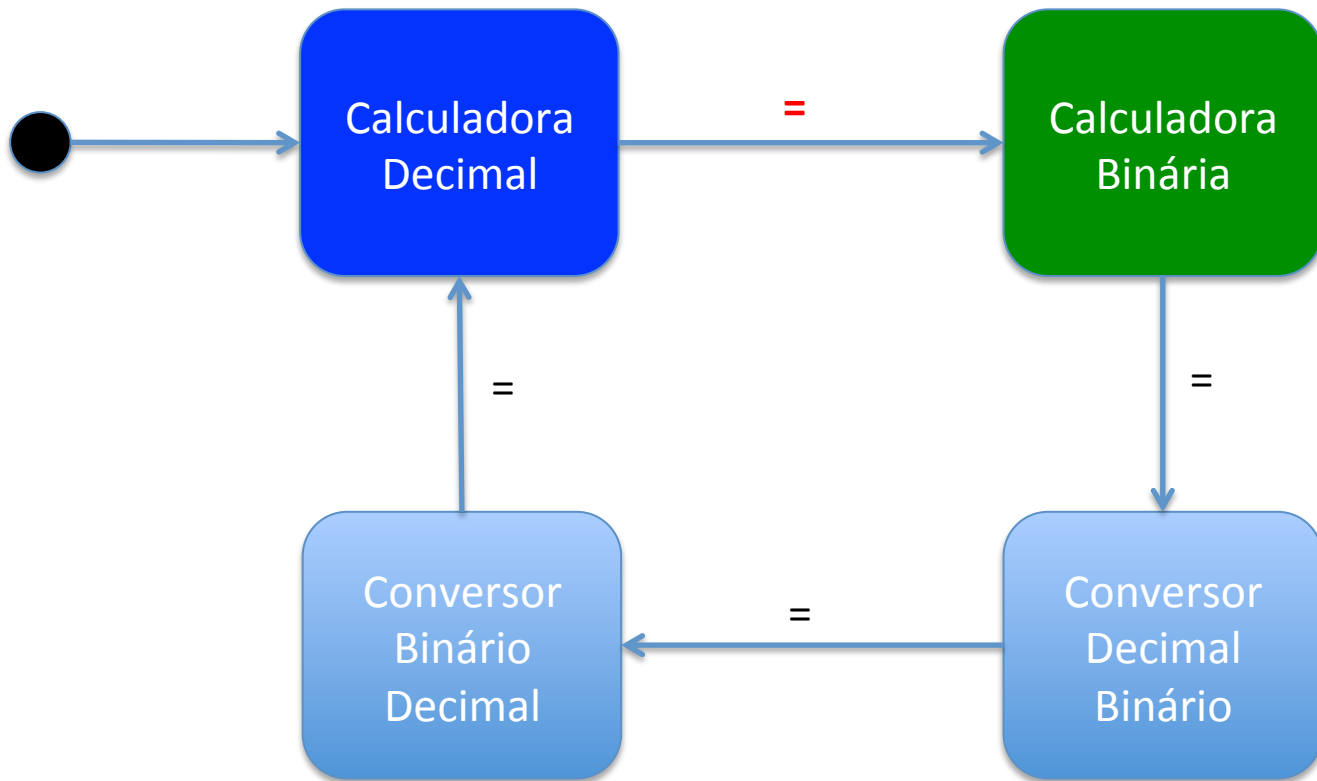 Calculadora
Decimal
=
Calculadora
Binária
=
=
Conversor
Binário
Decimal
=
Conversor
Decimal
Binário